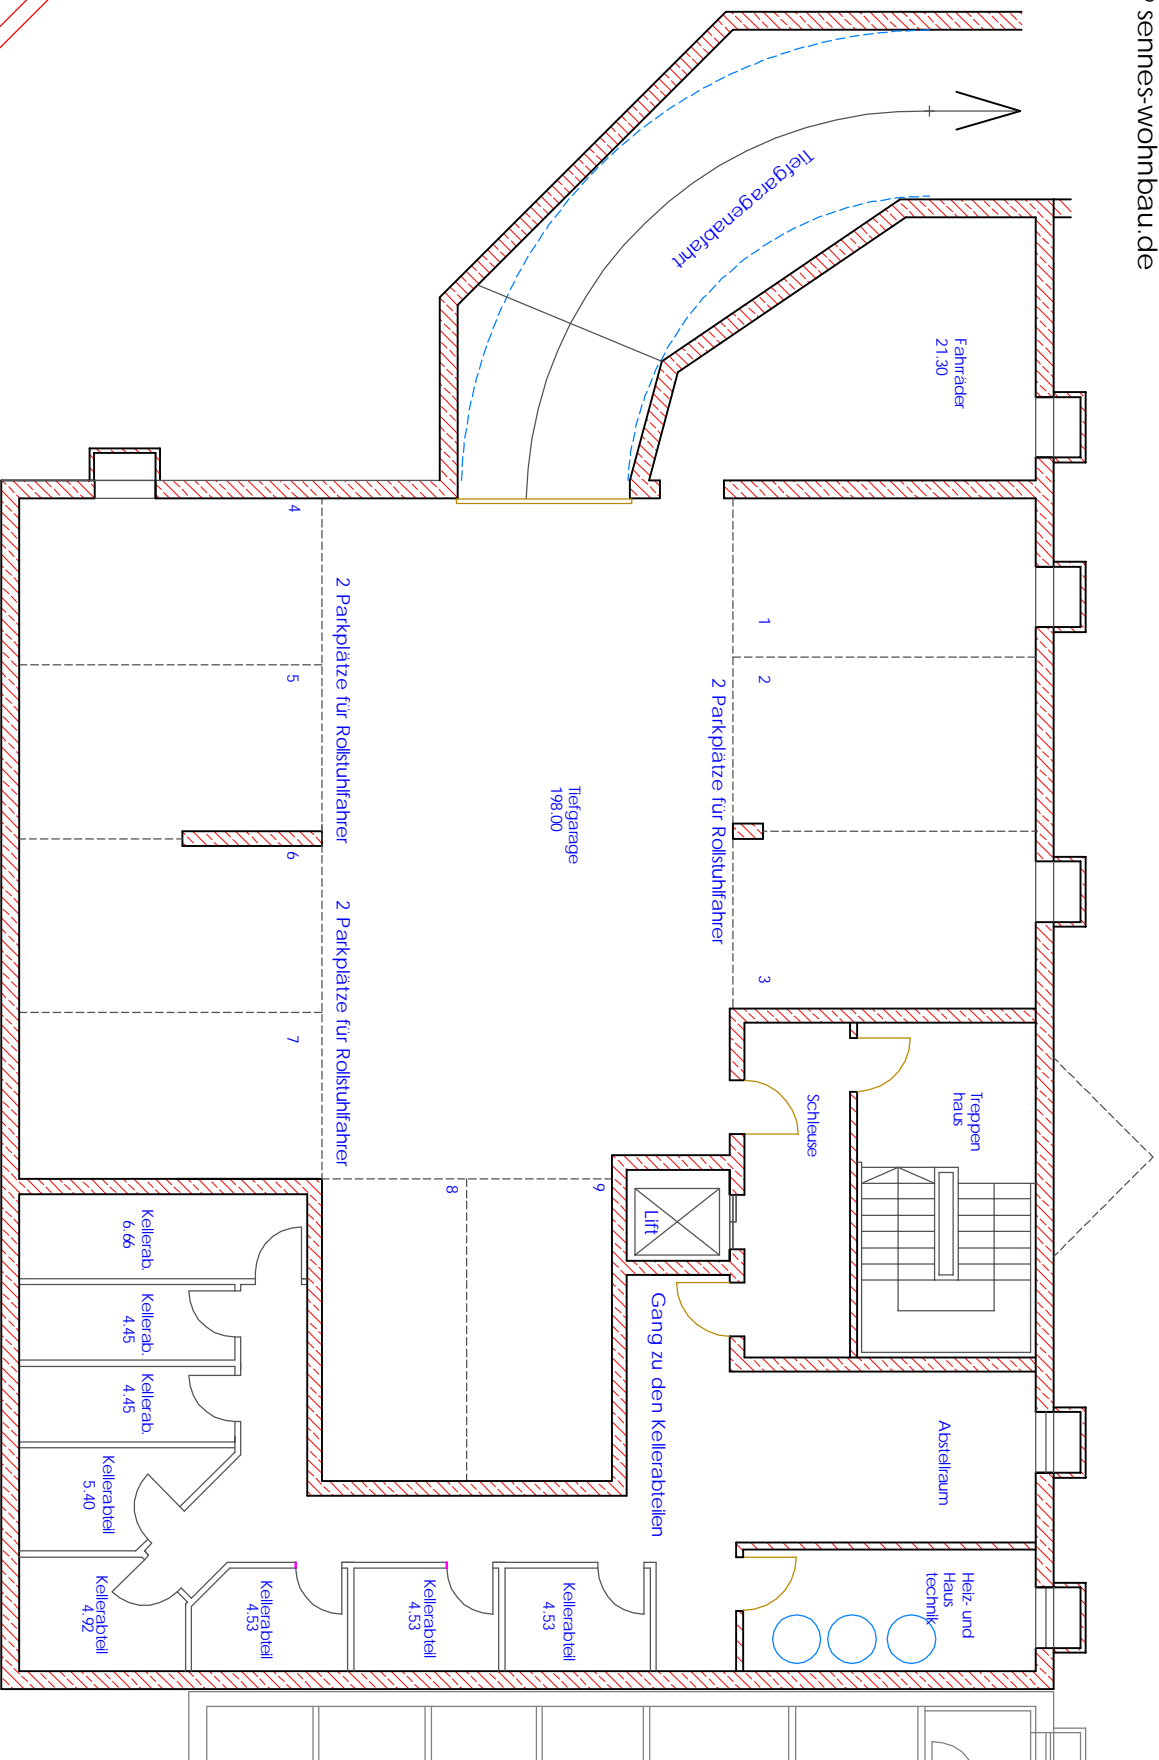 sennes-wohnbau.de
Tiefgaragenabfahrt
Fahrräder
21.30
1
2
3
2 Parkplätze für Rollstuhlfahrer
4
5
6
7
2 Parkplätze für Rollstuhlfahrer
2 Parkplätze für Rollstuhlfahrer
Tiefgarage
198.00
8
9
Schleuse
Treppen
haus
Lift
Gang zu den Kellerabteilen
Abstellraum
Heiz- und
Haus
technik
Kellerab.
6.66
Kellerab.
4.45
Kellerab.
4.45
Kellerabteil
5.40
Kellerabteil
4.92
Kellerabteil
4.53
Kellerabteil
4.53
Kellerabteil
4.53